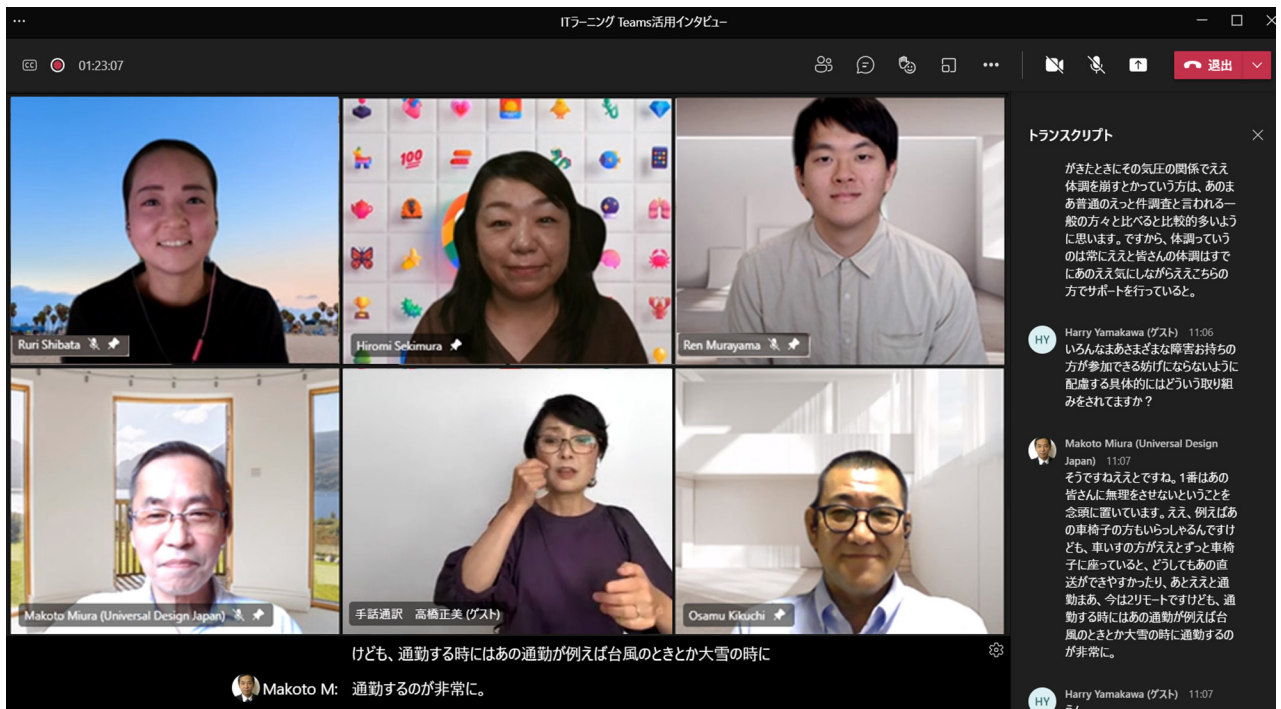 ITラーニング Teams活用インタビュー
CC
01:23:07
退出
Ruri Shibata
Hiromi Sekimura
Ren Murayama
Makoto Miura (Universal Design Japan)
手話通訳 高橋正美 (ゲスト)
Osamu Kikuchi
けども、通勤する時にはあの通勤が例えば台風のときとか大雪の時に
Makoto M: 通勤するのが非常に。
トランスクリプト
がきたときにその気圧の関係でええ
体調を崩すとかっていう方は、あのま
あ普通のえっと件調査と言われる一
般の方々と比べると比較的多いよう
に思います。ですから、体調っていう
のは常にええと皆さんの体調はすで
にあのええ気にしながらええこちらの
方でサポートを行っていると。
HY
Harry Yamakawa (ゲスト) 11:06
いろんなまあさまざまな障害お持ちの
方が参加できる妨げにならないように
配慮する具体的にはどういう取り組
みをされてますか？
Makoto Miura (Universal Design
Japan) 11:07
そうですねええとですね。1番はあの
皆さんに無理をさせないということを
念頭に置いています。ええ、例えばあ
の車椅子の方もいらっしゃるんですけ
ども、車いすの方がええとずっと車椅
子に座っていると、どうしてもあの直
送ができやすかったり、あとええと通
勤まあ、今は2リモートですけども、通
勤する時にはあの通勤が例えば台
風のときとか大雪の時に通勤するの
が非常に。
HY
Harry Yamakawa (ゲスト) 11:07
100